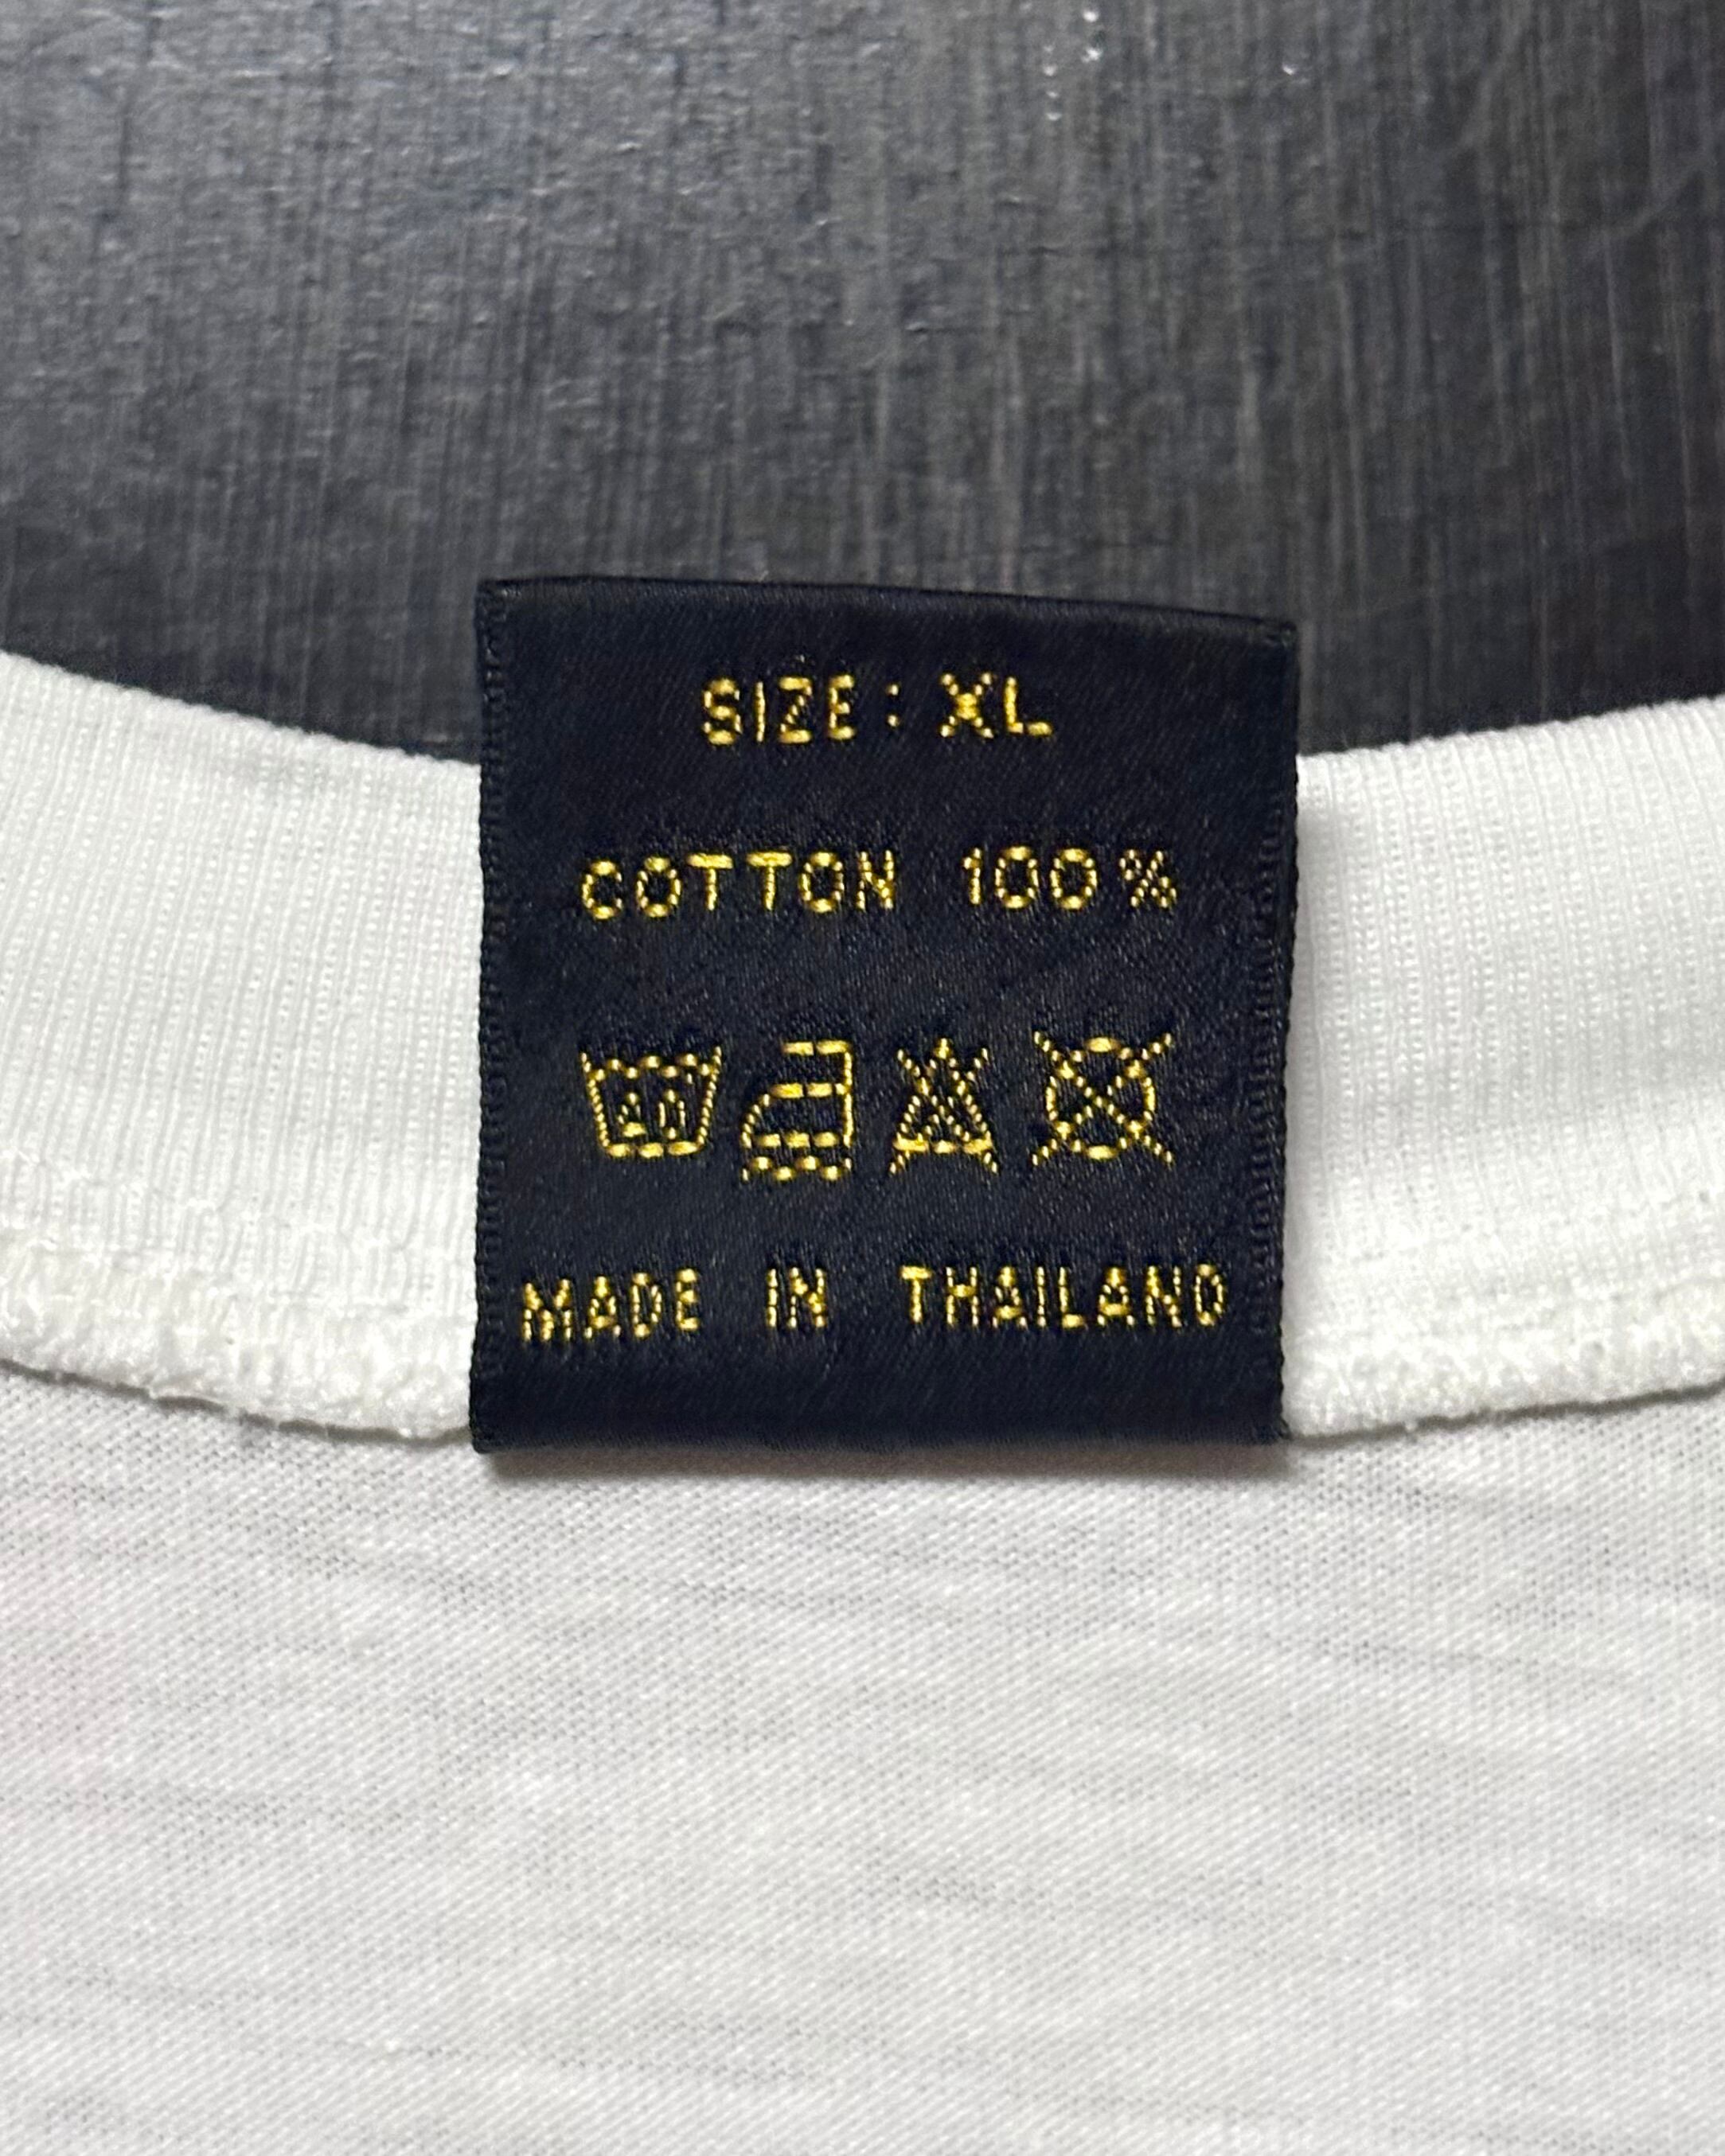 SIZE: XL
COTTON 100%
40
MADE IN THAILAND